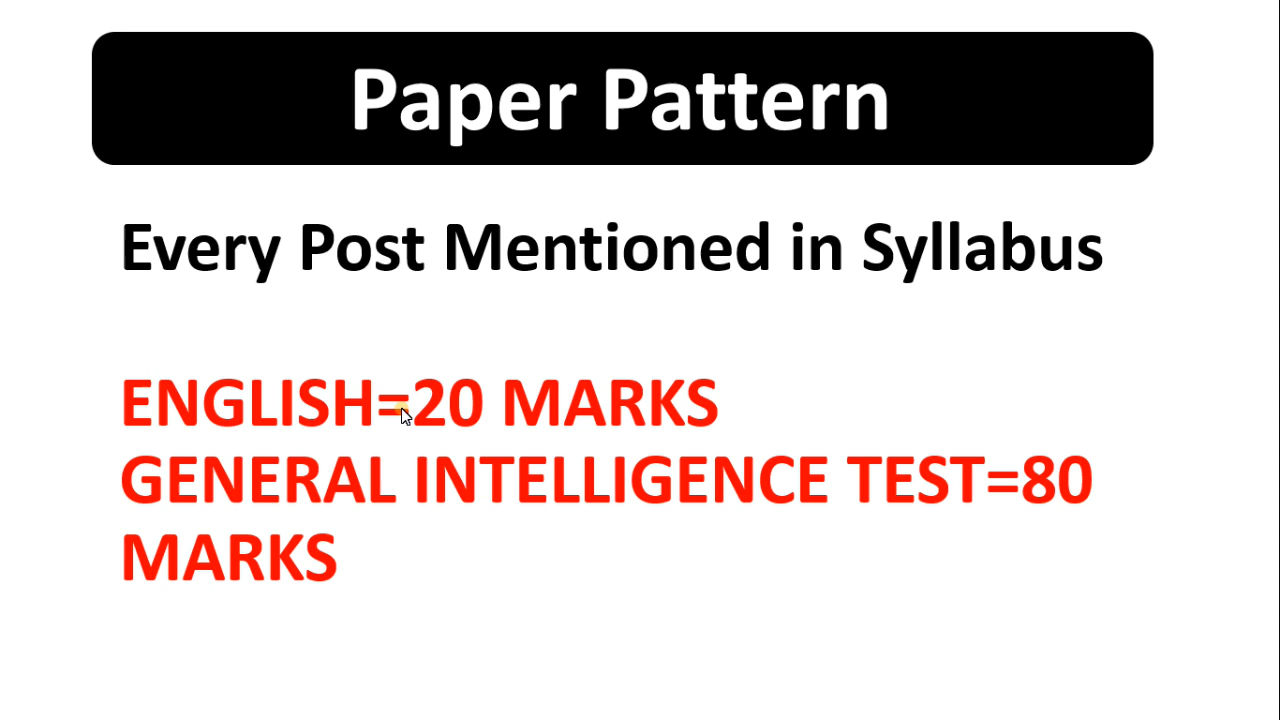 Paper Pattern
Every Post Mentioned in Syllabus
ENGLISH=20 MARKS
GENERAL INTELLIGENCE TEST=80
MARKS